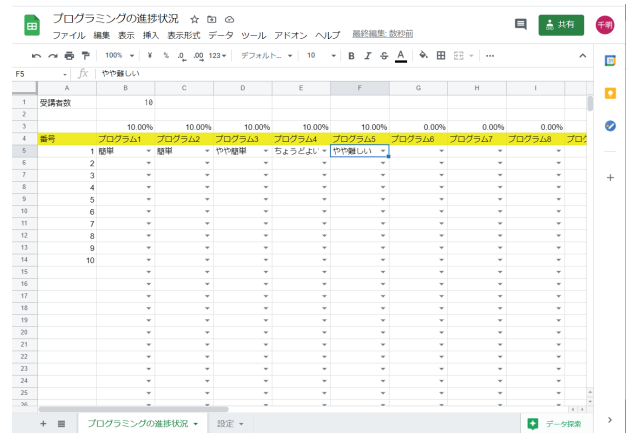 プログラミングの進捗状況
ファイル 編集 表示 挿入 表示形式 データ ツール アドオン ヘルプ 最終編集: 数秒前
共有
千明
100% ¥ % .0 .00 123 デフォルト... 10 B I S A
F5 fx やや難しい
A B C D E F G H I
1 受講者数 10
2
3 10.00% 10.00% 10.00% 10.00% 10.00% 0.00% 0.00% 0.00%
4 番号 プログラム1 プログラム2 プログラム3 プログラム4 プログラム5 プログラム6 プログラム7 プログラム8 プログ
5 1 簡単 簡単 やや簡単 ちょうどよい やや難しい
6 2
7 3
8 4
9 5
10 6
11 7
12 8
13 9
14 10
15
16
17
18
19
20
21
22
23
24
25
26
プログラミングの進捗状況 設定 データ探索